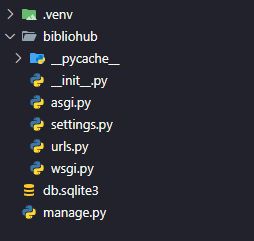 .venv
bibliohub
__pycache__
__init__.py
asgi.py
settings.py
urls.py
wsgi.py
db.sqlite3
manage.py